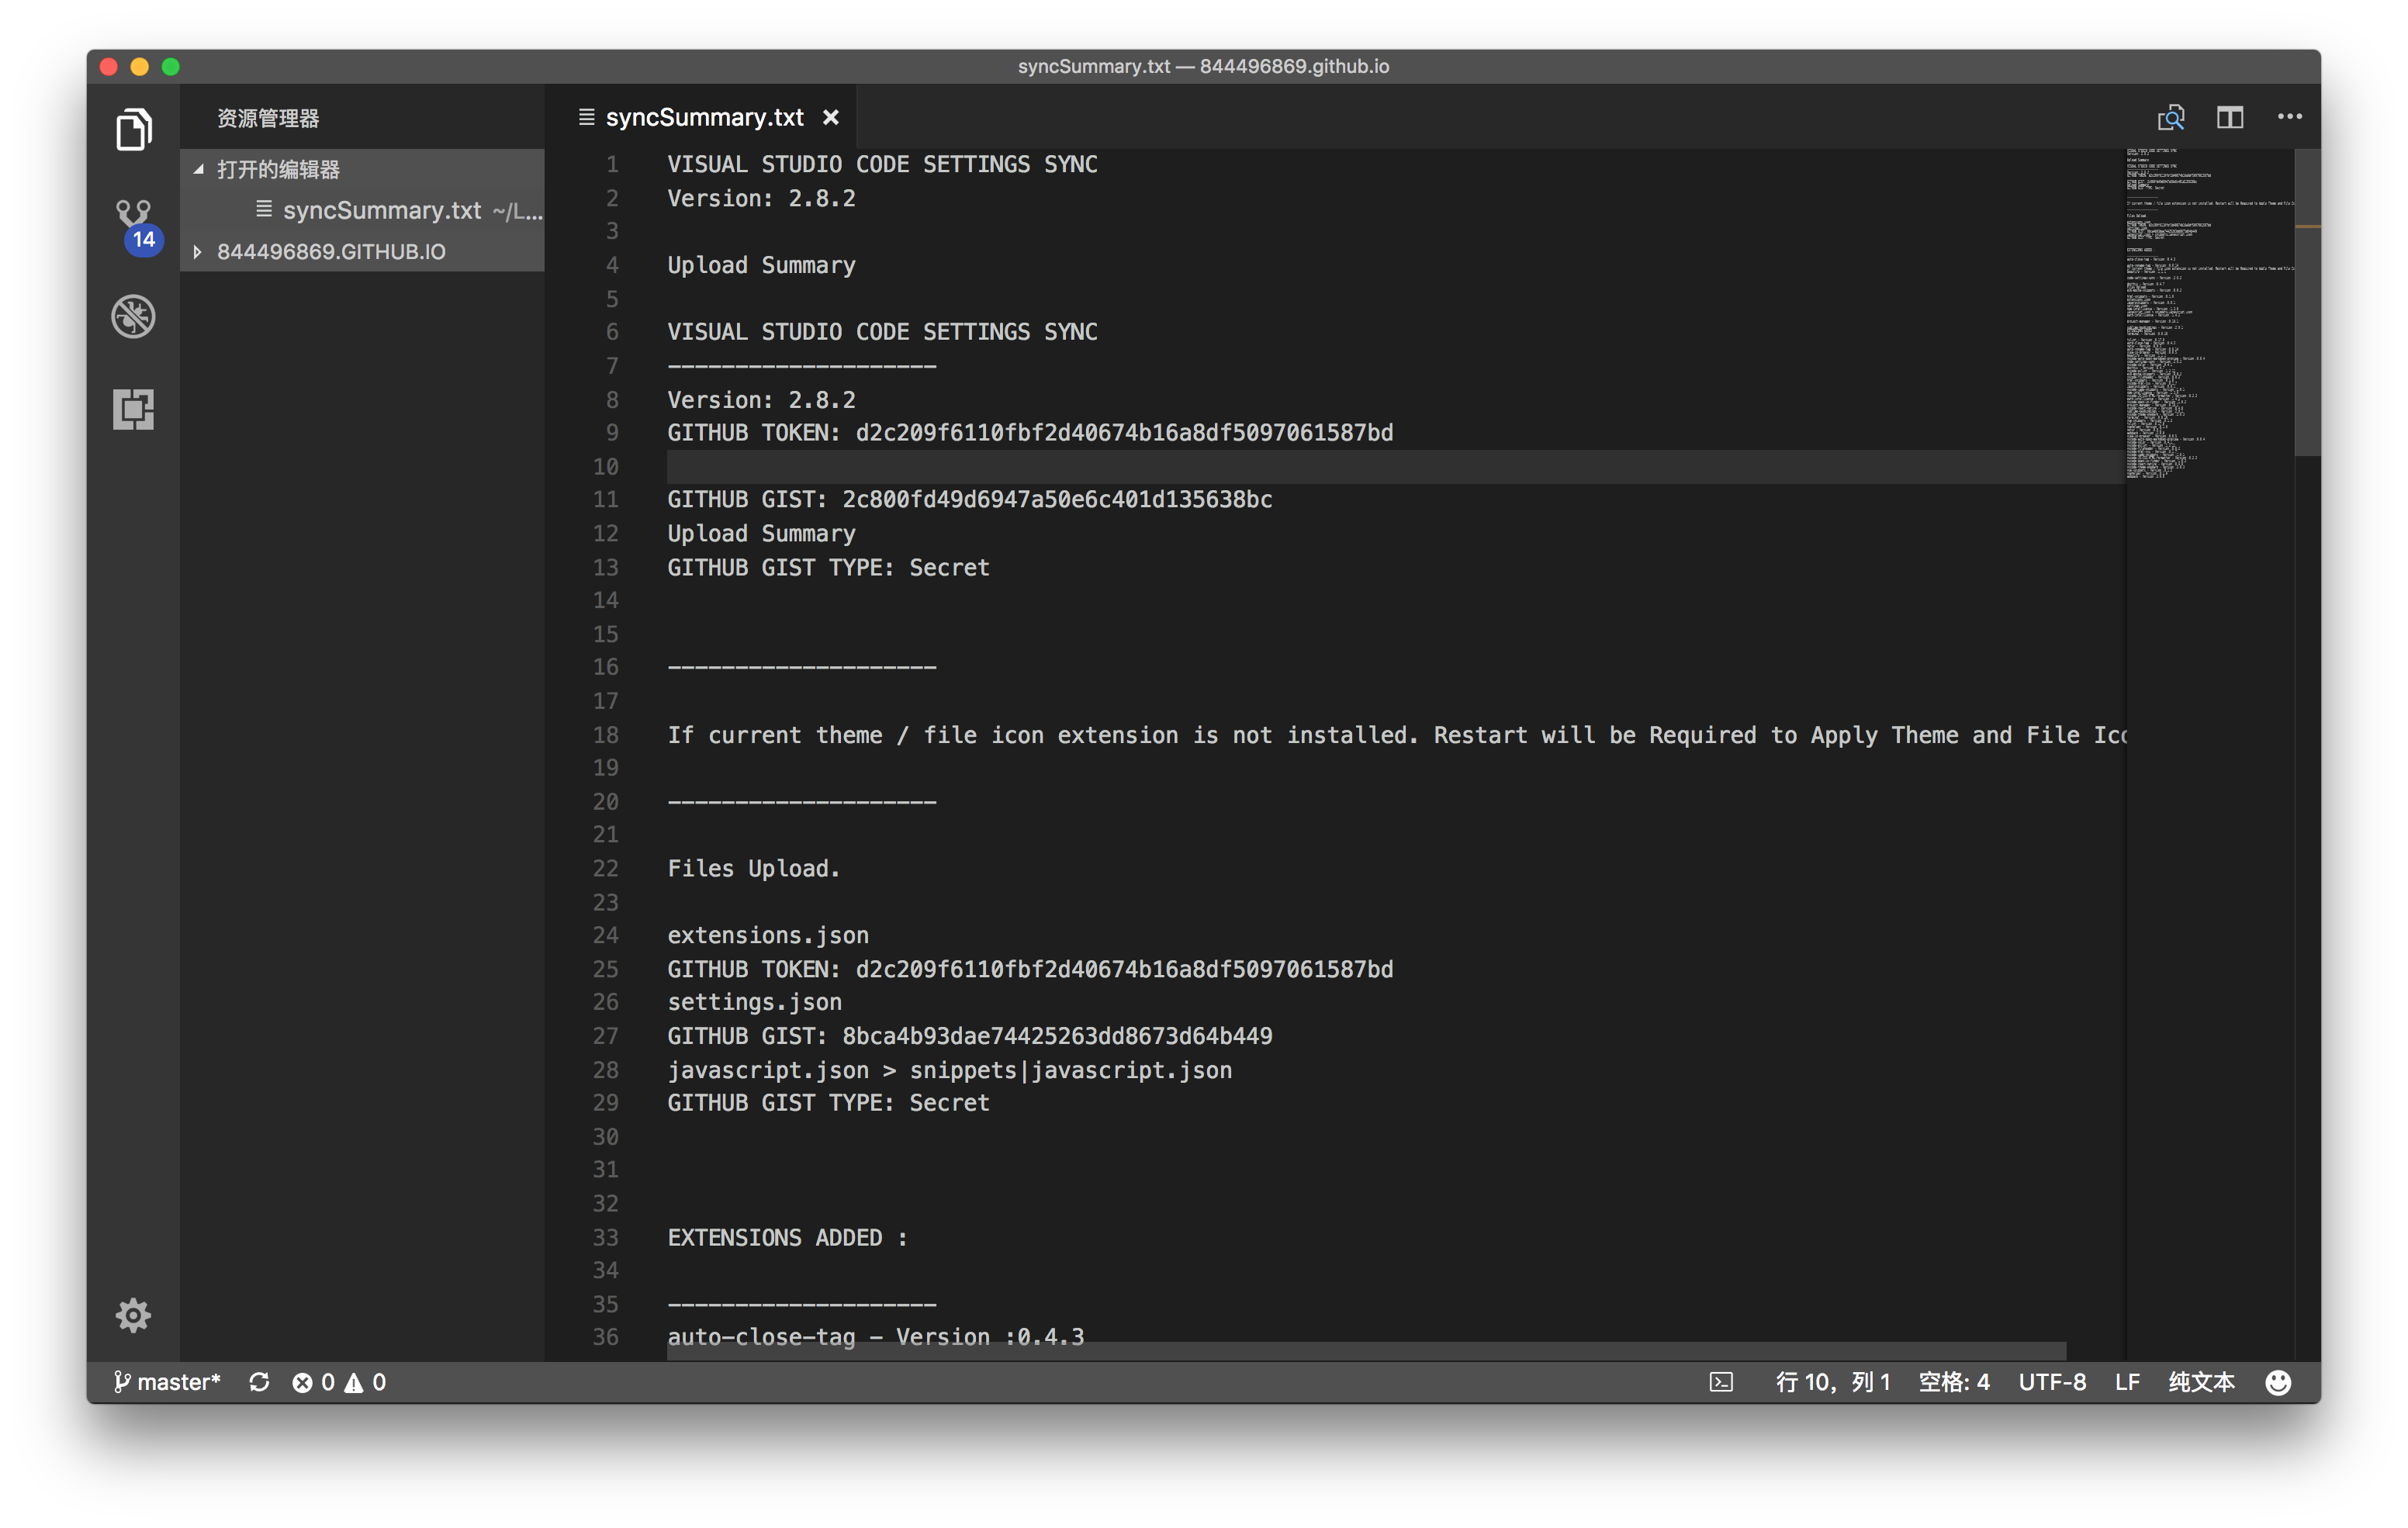 syncSummary.txt — 844496869.github.io
资源管理器
打开的编辑器
syncSummary.txt ~/L...
844496869.GITHUB.IO
14
syncSummary.txt
1 VISUAL STUDIO CODE SETTINGS SYNC
2 Version: 2.8.2
3
4 Upload Summary
5
6 VISUAL STUDIO CODE SETTINGS SYNC
7 --------------------
8 Version: 2.8.2
9 GITHUB TOKEN: d2c209f6110fbf2d40674b16a8df5097061587bd
10
11 GITHUB GIST: 2c800fd49d6947a50e6c401d135638bc
12 Upload Summary
13 GITHUB GIST TYPE: Secret
14
15
16 --------------------
17
18 If current theme / file icon extension is not installed. Restart will be Required to Apply Theme and File Ico
19
20 --------------------
21
22 Files Upload.
23
24 extensions.json
25 GITHUB TOKEN: d2c209f6110fbf2d40674b16a8df5097061587bd
26 settings.json
27 GITHUB GIST: 8bca4b93dae74425263dd8673d64b449
28 javascript.json > snippets|javascript.json
29 GITHUB GIST TYPE: Secret
30
31
32
33 EXTENSIONS ADDED :
34
35 --------------------
36 auto-close-tag - Version :0.4.3
master* 0 0 行 10，列 1 空格: 4 UTF-8 LF 纯文本